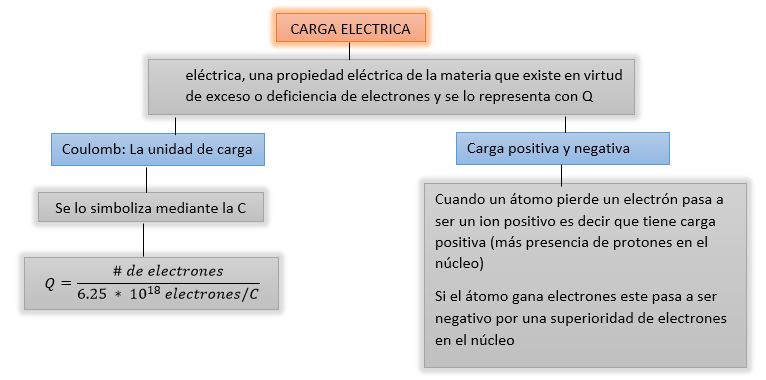 CARGA ELECTRICA
eléctrica, una propiedad eléctrica de la materia que existe en virtud
de exceso o deficiencia de electrones y se lo representa con Q
Coulomb: La unidad de carga
Carga positiva y negativa
Se lo simboliza mediante la C
Q = # de electrones / 6.25 * 10^18 electrones/C
Cuando un átomo pierde un electrón pasa a
ser un ion positivo es decir que tiene carga
positiva (más presencia de protones en el
núcleo)
Si el átomo gana electrones este pasa a ser
negativo por una superioridad de electrones
en el núcleo